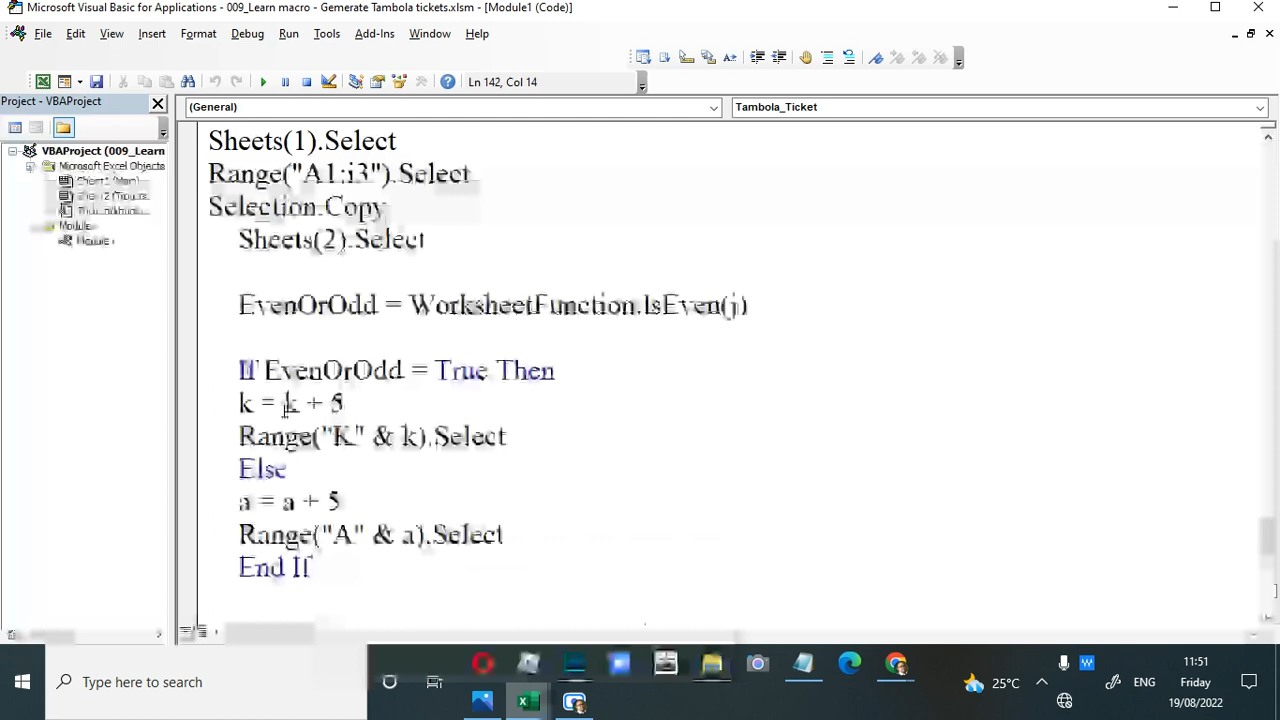 Microsoft Visual Basic for Applications - 009_Learn macro - Gemerate Tambola tickets.xlsm - [Module1 (Code)]
File Edit View Insert Format Debug Run Tools Add-Ins Window Help
Ln 142, Col 14
Project - VBAProject
(General)
Tambola_Ticket
VBAProject (009_Learn
Microsoft Excel Objects
Sheets(1).Select
Range("A1:i3").Select
Selection.Copy
Sheets(2).Select
EvenOrOdd = WorksheetFunction.IsEven(j)
If EvenOrOdd = True Then
k = k + 5
Range("K" & k).Select
Else
a = a + 5
Range("A" & a).Select
End If
Type here to search
25°C
ENG
11:51
Friday
19/08/2022